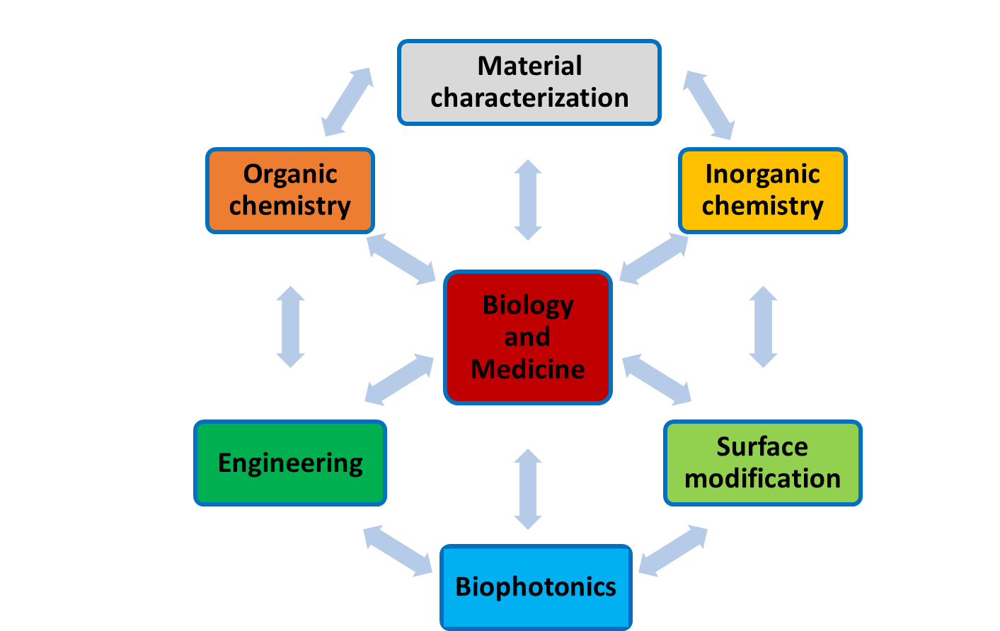 Material
characterization
Organic
chemistry
Inorganic
chemistry
Biology
and
Medicine
Engineering
Surface
modification
Biophotonics